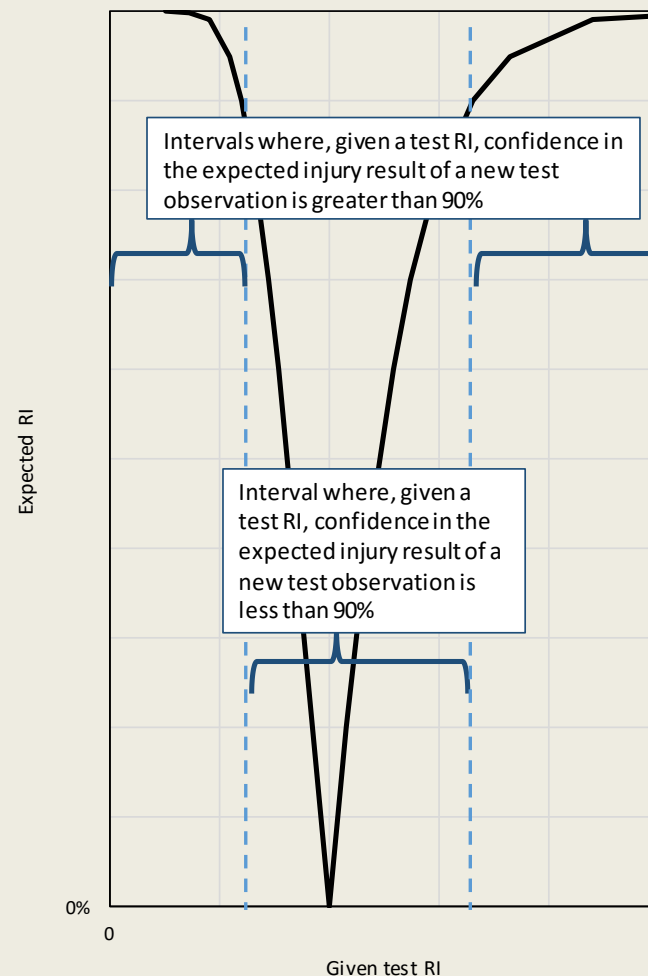 Intervals where, given a test RI, confidence in
the expected injury result of a new test
observation is greater than 90%
Expected RI
Interval where, given a
test RI, confidence in the
expected injury result of a
new test observation is
less than 90%
0%
0
Given test RI